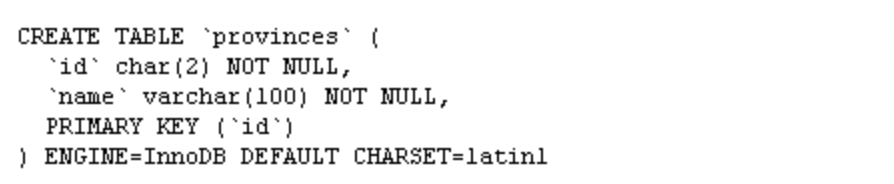 CREATE TABLE `provinces` (
`id` char(2) NOT NULL,
`name` varchar(100) NOT NULL,
PRIMARY KEY (`id`)
) ENGINE=InnoDB DEFAULT CHARSET=latin1